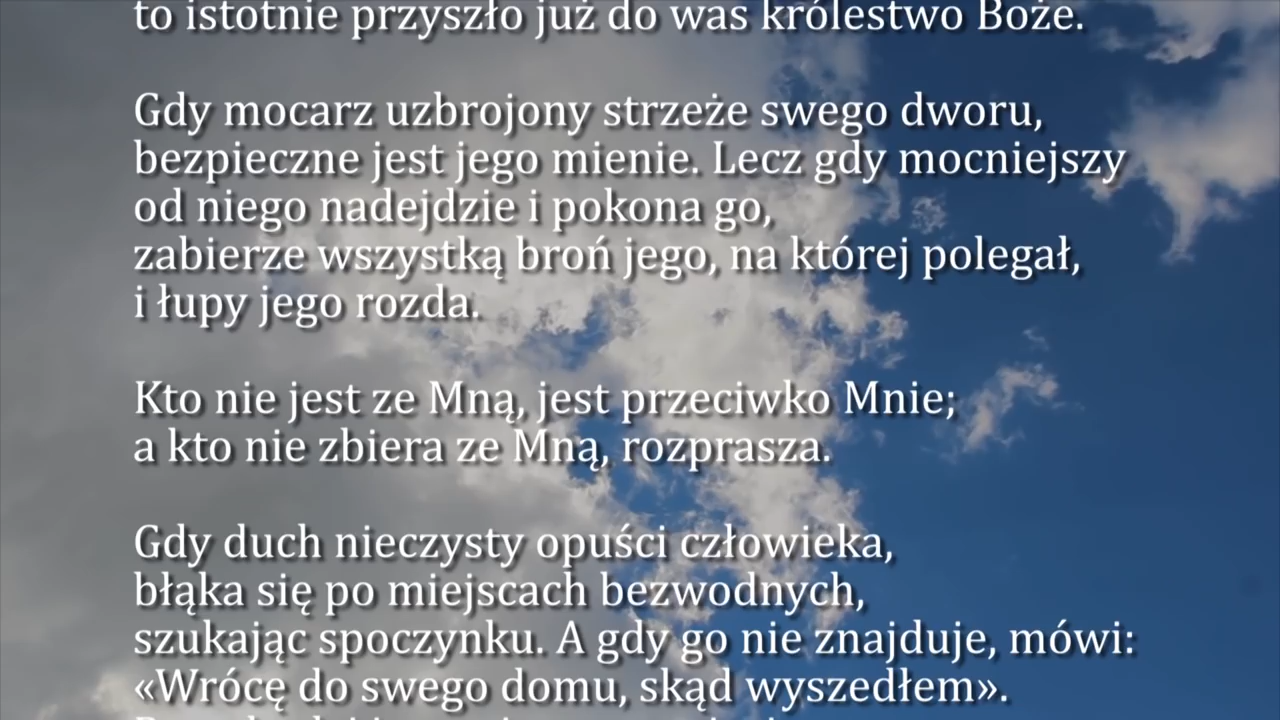 to istotnie przyszło już do was królestwo Boże.
Gdy mocarz uzbrojony strzeże swego dworu,
bezpieczne jest jego mienie. Lecz gdy mocniejszy
od niego nadejdzie i pokona go,
zabierze wszystką broń jego, na której polegał,
i łupy jego rozda.
Kto nie jest ze Mną, jest przeciwko Mnie;
a kto nie zbiera ze Mną, rozprasza.
Gdy duch nieczysty opuści człowieka,
błąka się po miejscach bezwodnych,
szukając spoczynku. A gdy go nie znajduje, mówi:
«Wrócę do swego domu, skąd wyszedłem».